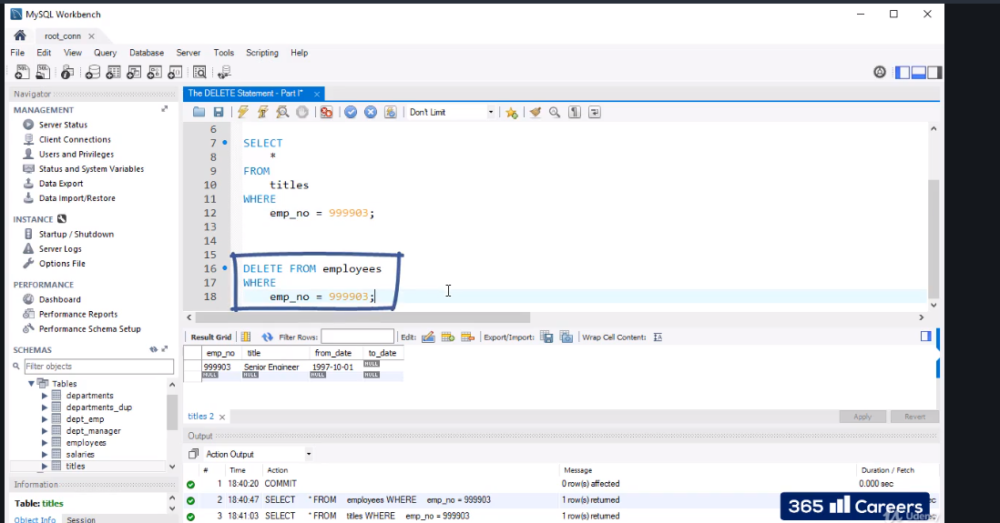 MySQL Workbench
root_conn
File Edit View Query Database Server Tools Scripting Help
Navigator
MANAGEMENT
Server Status
Client Connections
Users and Privileges
Status and System Variables
Data Export
Data Import/Restore
INSTANCE
Startup / Shutdown
Server Logs
Options File
PERFORMANCE
Dashboard
Performance Reports
Performance Schema Setup
SCHEMAS
Filter objects
Tables
departments
departments_dup
dept_emp
dept_manager
employees
salaries
titles
Information
Table: titles
Object Info Session
The DELETE Statement - Part I*
Don't Limit
6
7 SELECT
8 *
9 FROM
10 titles
11 WHERE
12 emp_no = 999903;
13
14
15
16 DELETE FROM employees
17 WHERE
18 emp_no = 999903;
Result Grid Filter Rows: Edit: Export/Import: Wrap Cell Content:
emp_no title from_date to_date
999903 Senior Engineer 1997-10-01 NULL
NULL NULL NULL NULL
titles 2
Apply Revert
Output
Action Output
# Time Action Message Duration / Fetch
1 18:40:20 COMMIT 0 row(s) affected 0.000 sec
2 18:40:47 SELECT * FROM employees WHERE emp_no = 999903 1 row(s) returned
3 18:41:03 SELECT * FROM titles WHERE emp_no = 999903 1 row(s) returned
365 Careers
Udemy